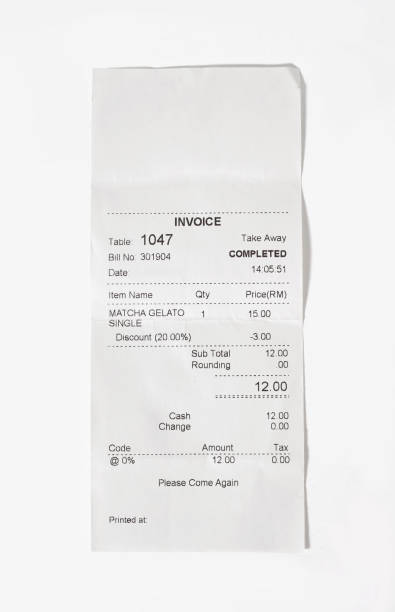 INVOICE
Table: 1047 Take Away
Bill No: 301904 COMPLETED
Date: 14:05:51
Item Name Qty Price(RM)
MATCHA GELATO 1 15.00
SINGLE
Discount (20.00%) -3.00
Sub Total 12.00
Rounding .00
12.00
Cash 12.00
Change 0.00
Code Amount Tax
@ 0% 12.00 0.00
Please Come Again
Printed at: